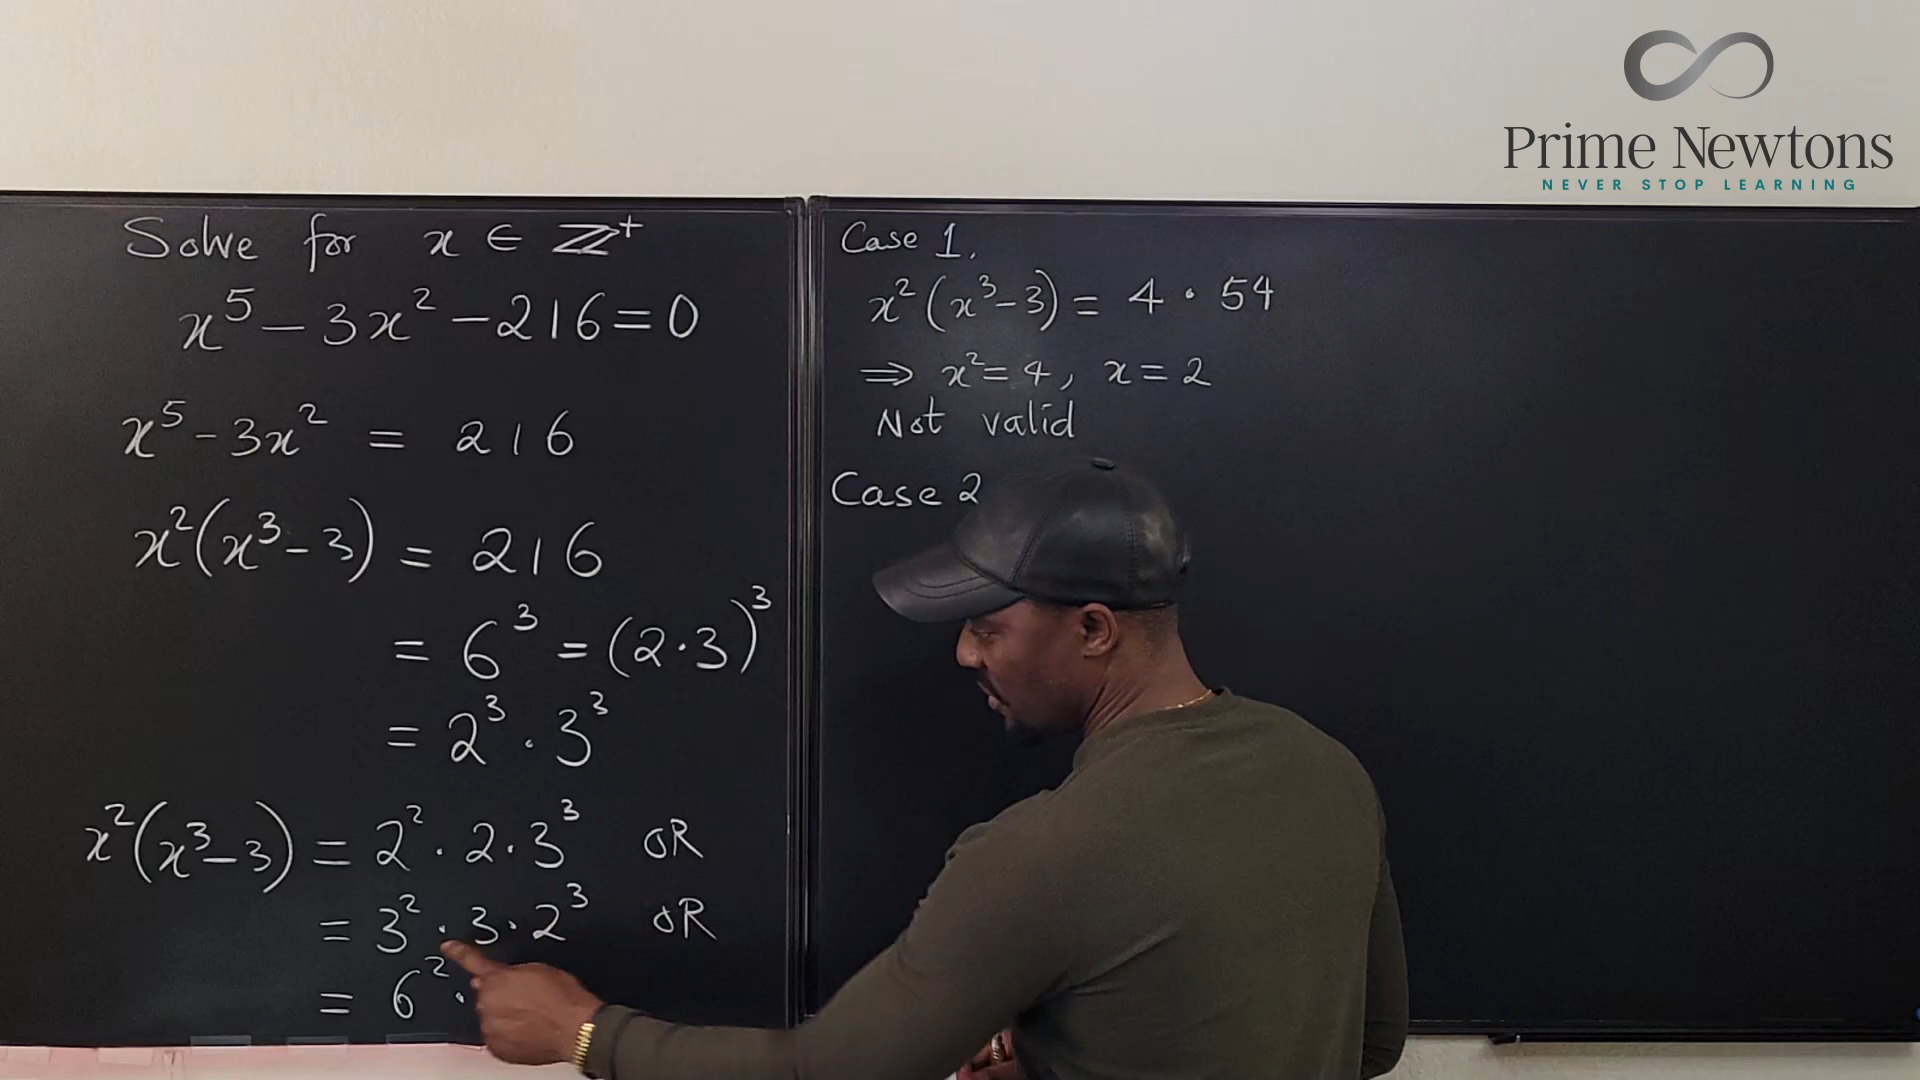 Prime Newtons
NEVER STOP LEARNING
Solve for x ∈ ℤ⁺
x⁵ – 3x² – 216 = 0
x⁵ – 3x² = 216
x²(x³ – 3) = 216
= 6³ = (2·3)³
= 2³ · 3³
x²(x³ – 3) = 2² · 2 · 3³ OR
= 3² · 3 · 2³ OR
= 6² ·
Case 1.
x²(x³ – 3) = 4 · 54
⇒ x² = 4, x = 2
Not valid
Case 2